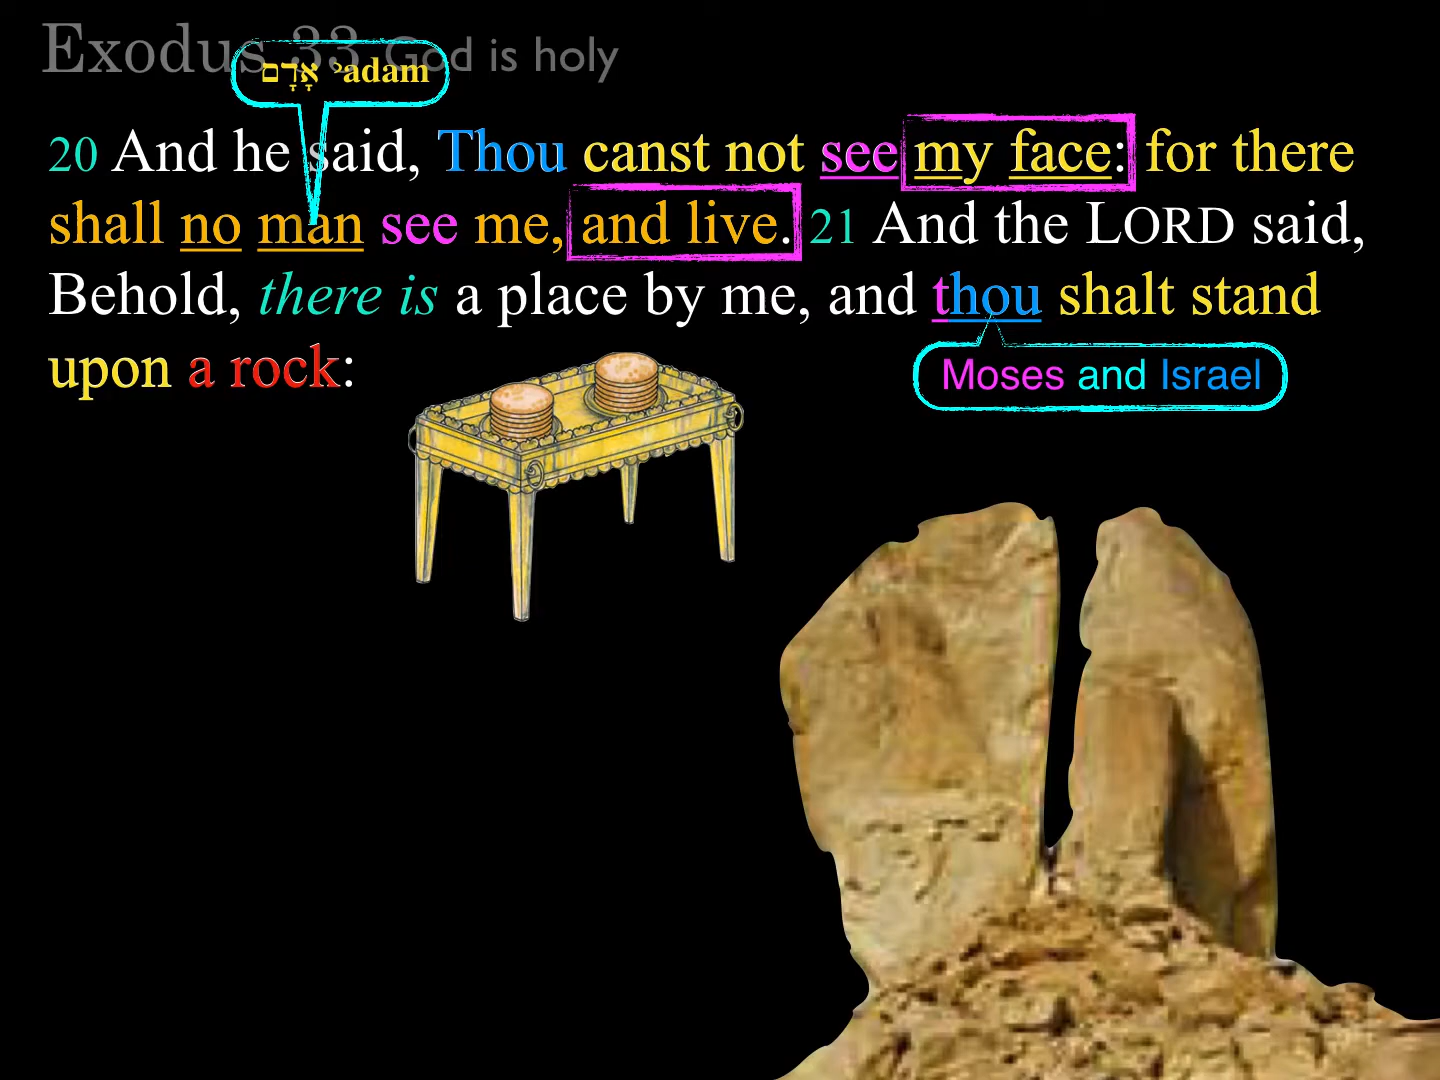 Exodus 33 God is holy
אָדָם ʾadam
20 And he said, Thou canst not see my face: for there
shall no man see me, and live. 21 And the LORD said,
Behold, there is a place by me, and thou shalt stand
upon a rock:
Moses and Israel